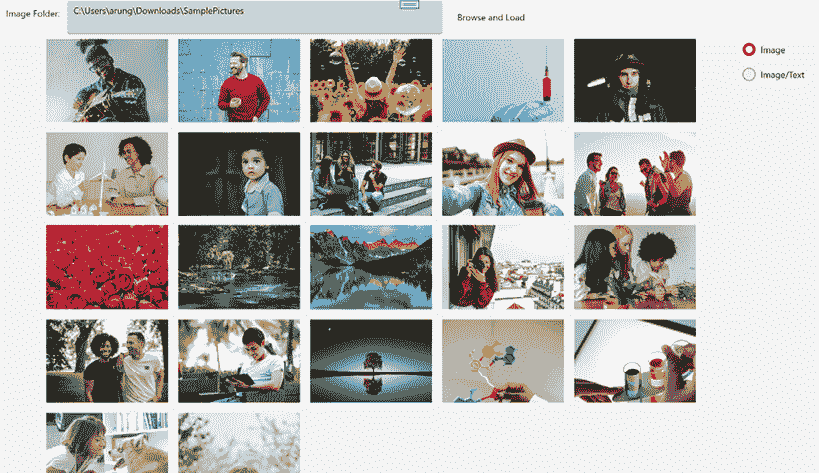 Image Folder:
C:\Users\arung\Downloads\SamplePictures
Browse and Load
Image
Image/Text